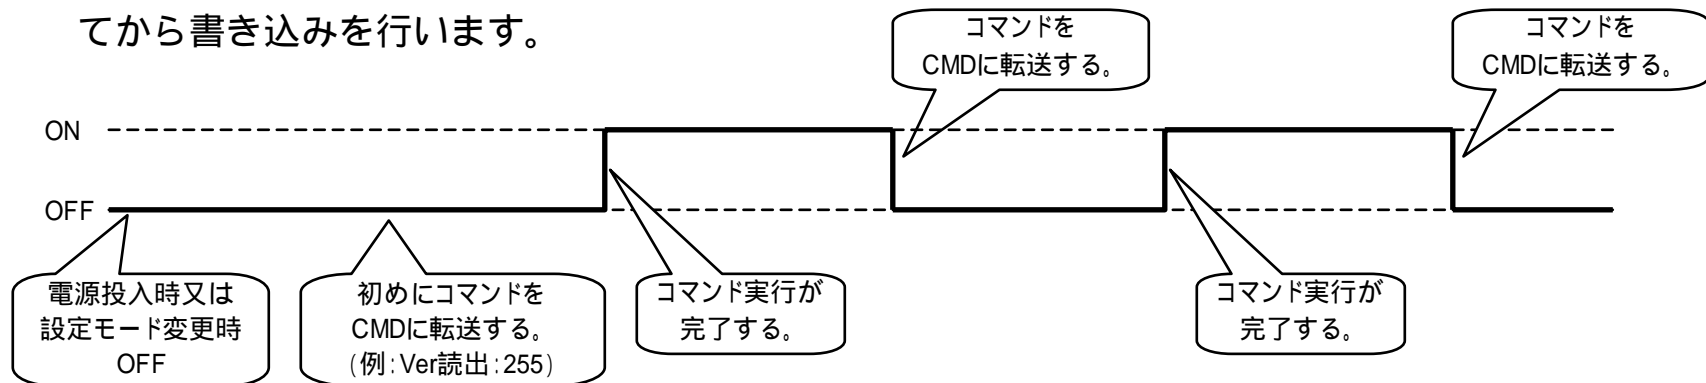 てから書き込みを行います。
コマンドを
CMDに転送する。
コマンドを
CMDに転送する。
ON
OFF
電源投入時又は
設定モード変更時
OFF
初めにコマンドを
CMDに転送する。
(例:Ver読出:255)
コマンド実行が
完了する。
コマンド実行が
完了する。